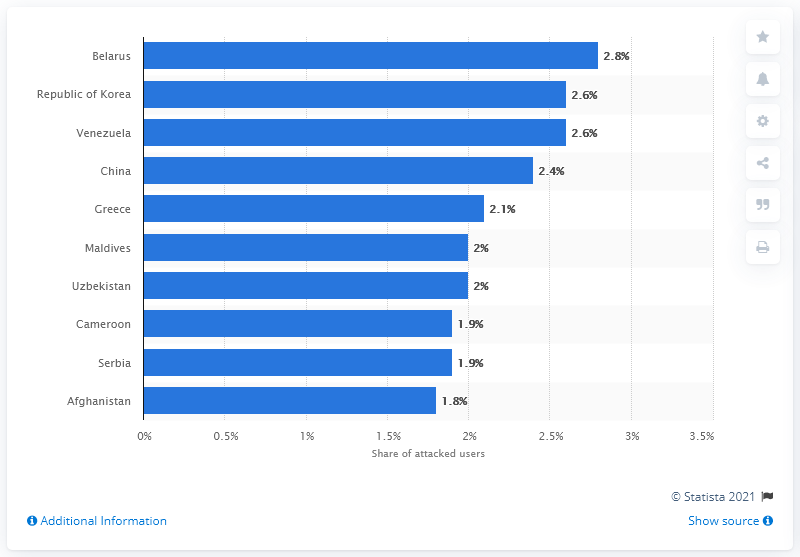 Belarus 2.8%
Republic of Korea 2.6%
Venezuela 2.6%
China 2.4%
Greece 2.1%
Maldives 2%
Uzbekistan 2%
Cameroon 1.9%
Serbia 1.9%
Afghanistan 1.8%
0% 0.5% 1% 1.5% 2% 2.5% 3% 3.5%
Share of attacked users
© Statista 2021
Additional Information Show source